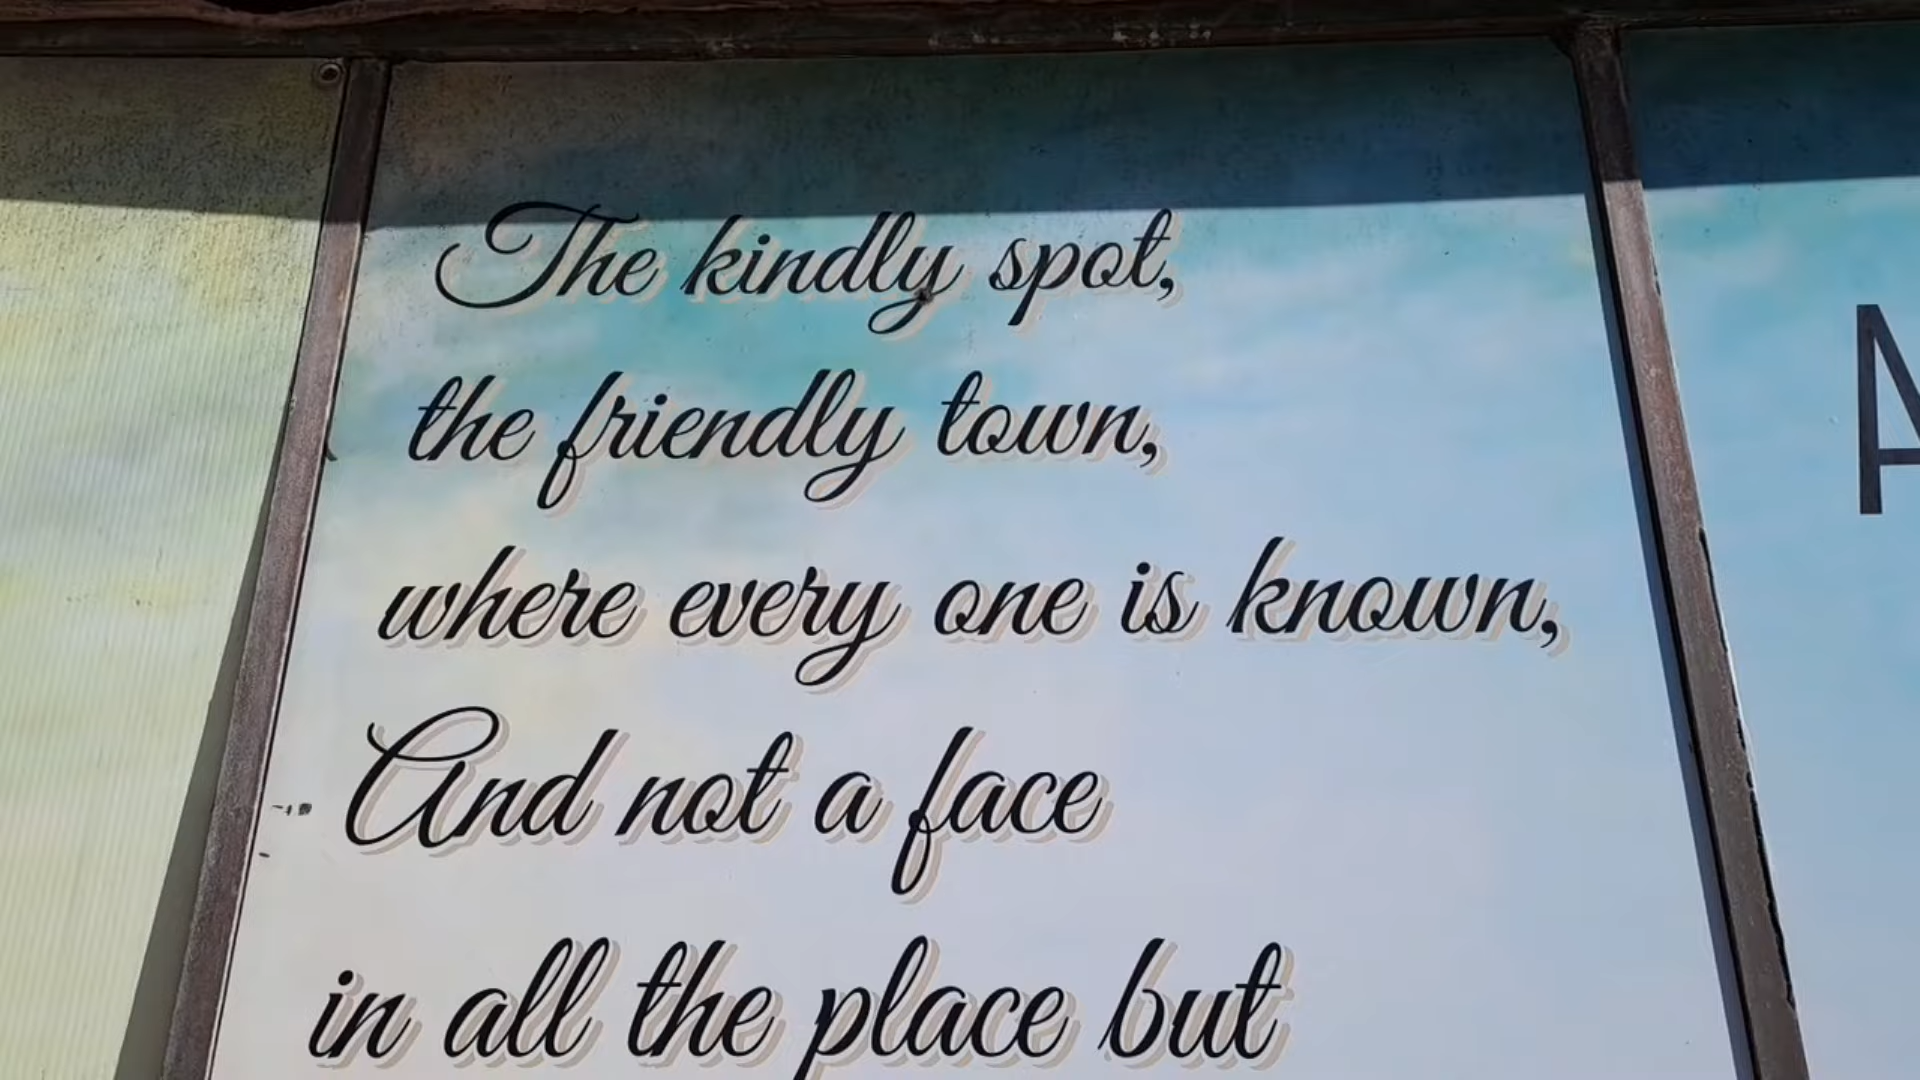 The kindly spot,
the friendly town,
where every one is known,
And not a face
in all the place but